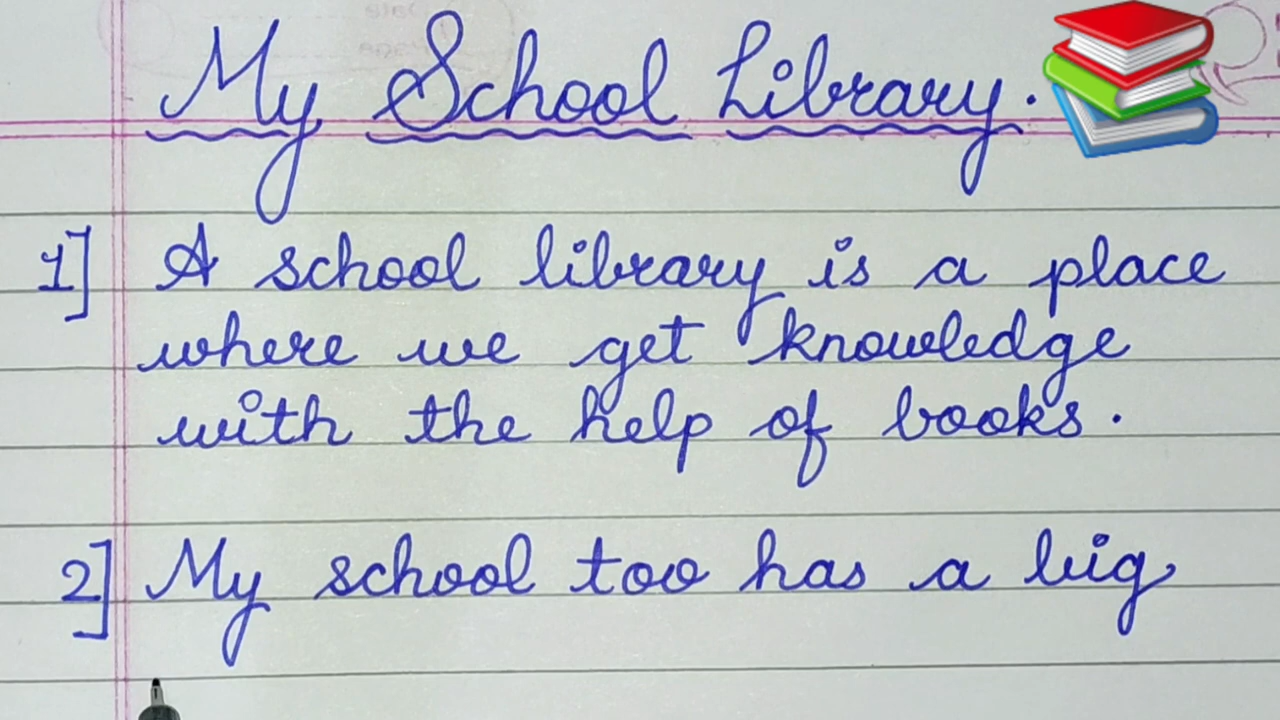 My School Library.
1] A school library is a place
where we get knowledge
with the help of books.
2] My school too has a big